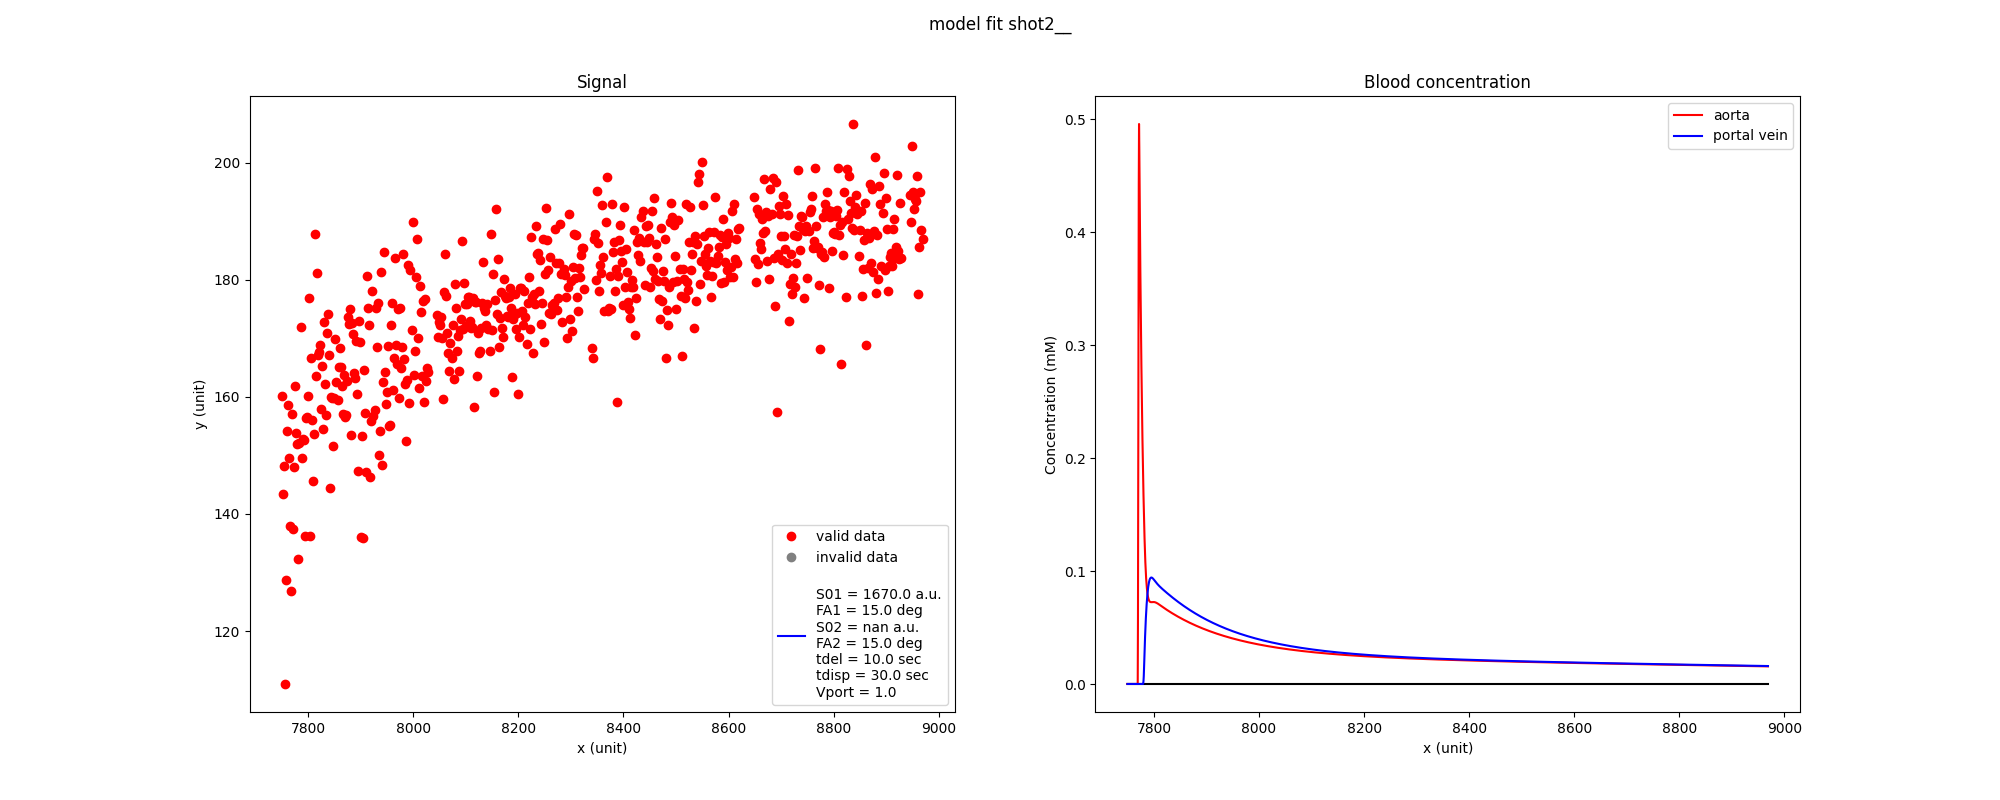 model fit shot2__
Signal
y (unit)
200
180
160
140
120
7800
8000
8200
8400
8600
8800
9000
x (unit)
valid data
invalid data
S01 = 1670.0 a.u.
FA1 = 15.0 deg
S02 = nan a.u.
FA2 = 15.0 deg
tdel = 10.0 sec
tdisp = 30.0 sec
Vport = 1.0
Blood concentration
Concentration (mM)
0.5
0.4
0.3
0.2
0.1
0.0
7800
8000
8200
8400
8600
8800
9000
x (unit)
aorta
portal vein